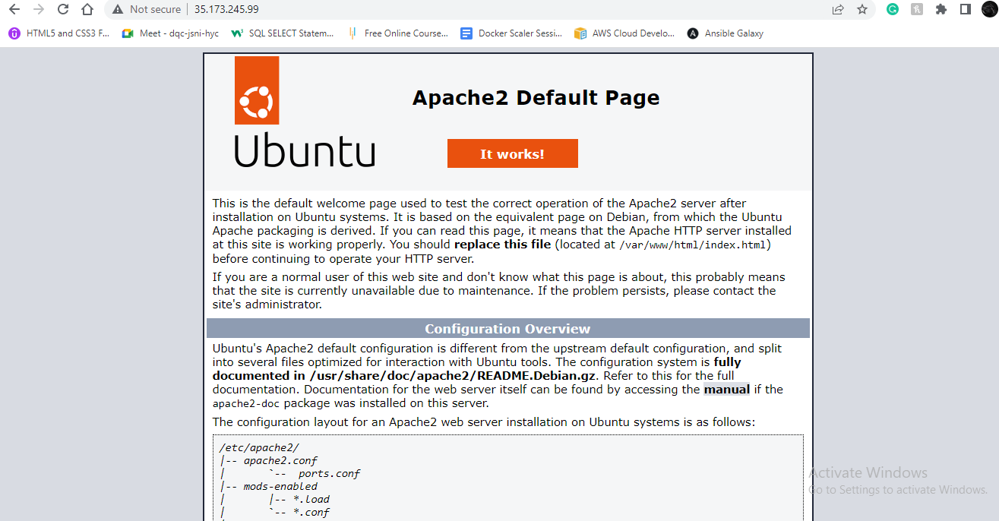 Not secure | 35.173.245.99
HTML5 and CSS3 F... Meet - dqc-jsni-hyc SQL SELECT Statem... Free Online Course... Docker Scaler Sessi... AWS Cloud Develo... Ansible Galaxy
Apache2 Default Page
Ubuntu
It works!
This is the default welcome page used to test the correct operation of the Apache2 server after
installation on Ubuntu systems. It is based on the equivalent page on Debian, from which the Ubuntu
Apache packaging is derived. If you can read this page, it means that the Apache HTTP server installed
at this site is working properly. You should replace this file (located at /var/www/html/index.html)
before continuing to operate your HTTP server.
If you are a normal user of this web site and don't know what this page is about, this probably means
that the site is currently unavailable due to maintenance. If the problem persists, please contact the
site's administrator.
Configuration Overview
Ubuntu's Apache2 default configuration is different from the upstream default configuration, and split
into several files optimized for interaction with Ubuntu tools. The configuration system is fully
documented in /usr/share/doc/apache2/README.Debian.gz. Refer to this for the full
documentation. Documentation for the web server itself can be found by accessing the manual if the
apache2-doc package was installed on this server.
The configuration layout for an Apache2 web server installation on Ubuntu systems is as follows:
/etc/apache2/
|-- apache2.conf
|       `--  ports.conf
|-- mods-enabled
|       |-- *.load
|       `-- *.conf
Activate Windows
Go to Settings to activate Windows.